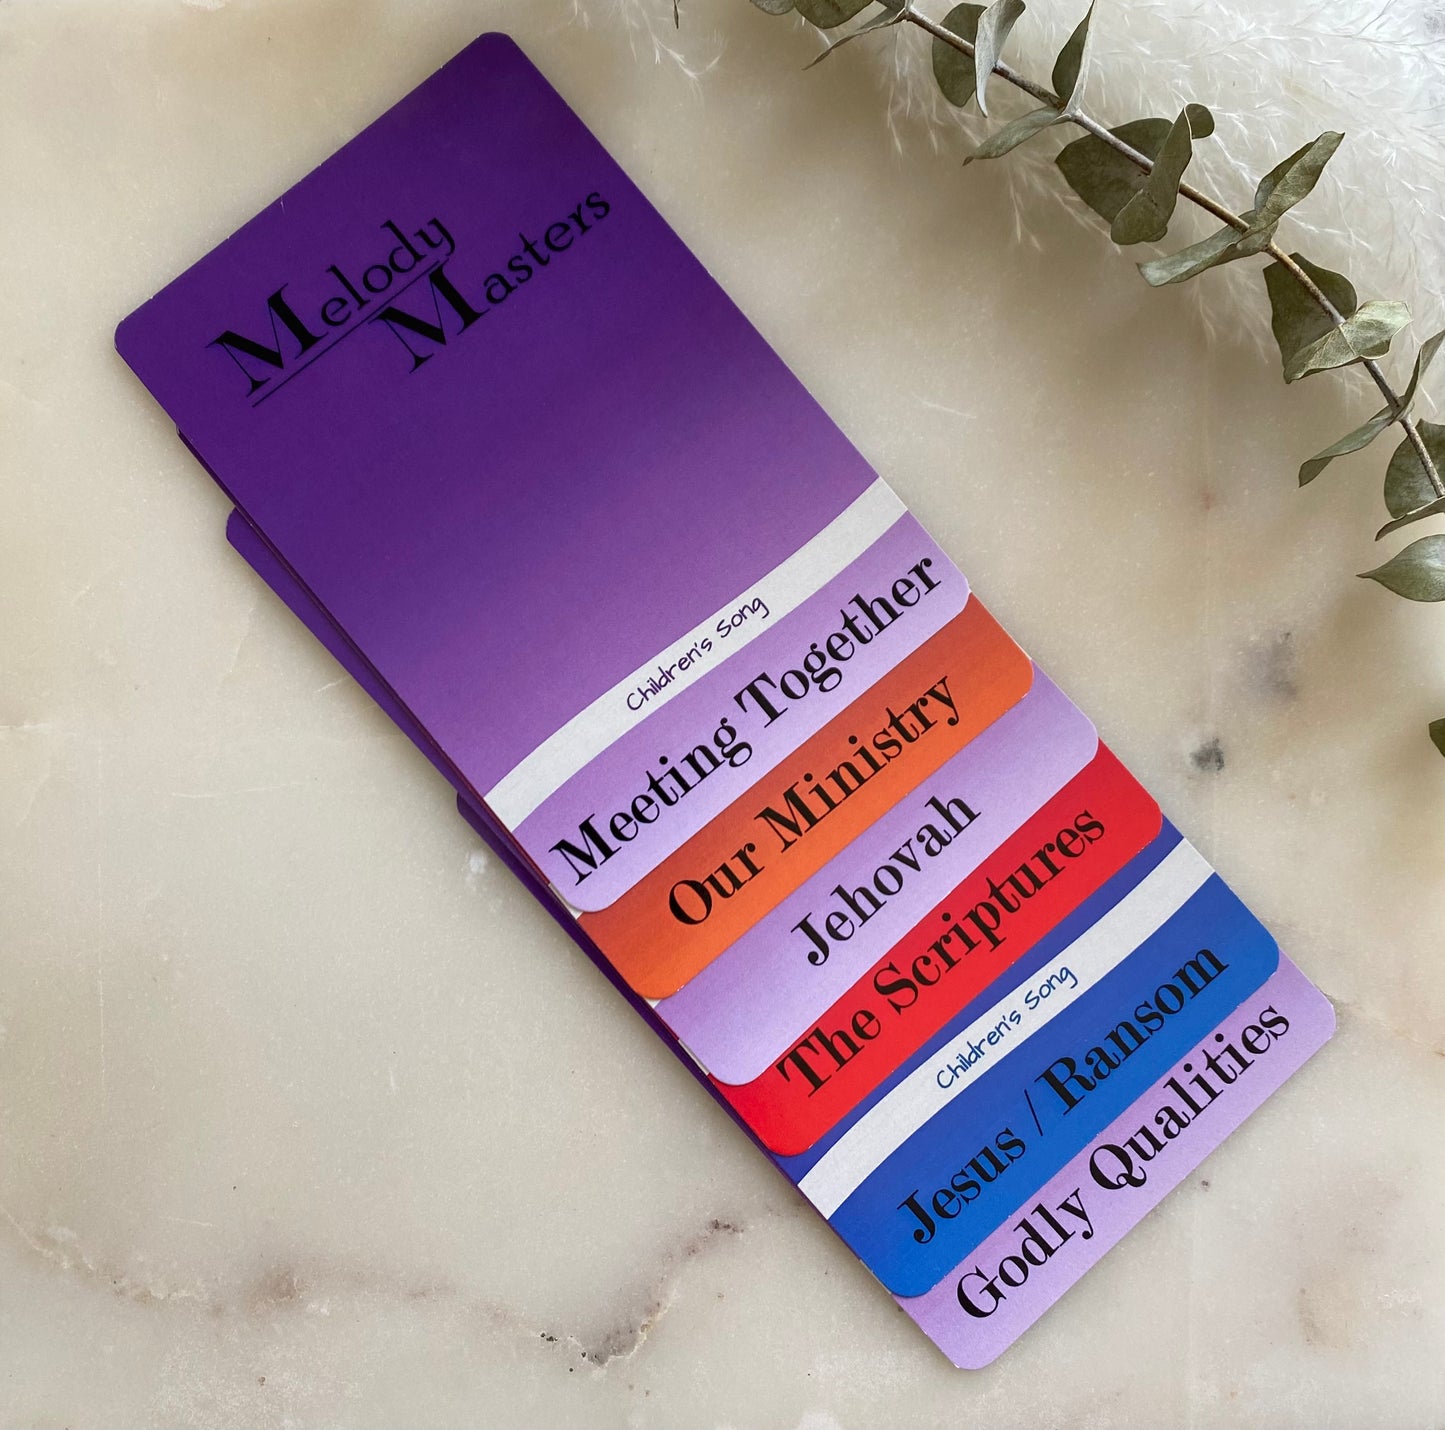 Melody
Masters
Children's Song
Meeting Together
Our Ministry
Jehovah
The Scriptures
Children's Song
Jesus / Ransom
Godly Qualities